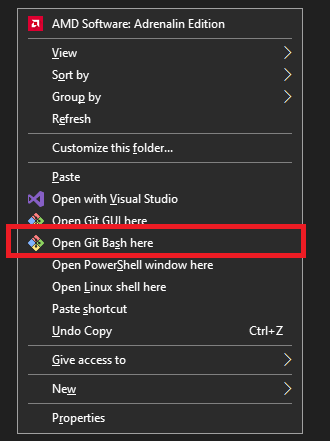 AMD Software: Adrenalin Edition
View
Sort by
Group by
Refresh
Customize this folder...
Paste
Open with Visual Studio
Open Git GUI here
Open Git Bash here
Open PowerShell window here
Open Linux shell here
Paste shortcut
Undo Copy Ctrl+Z
Give access to
New
Properties